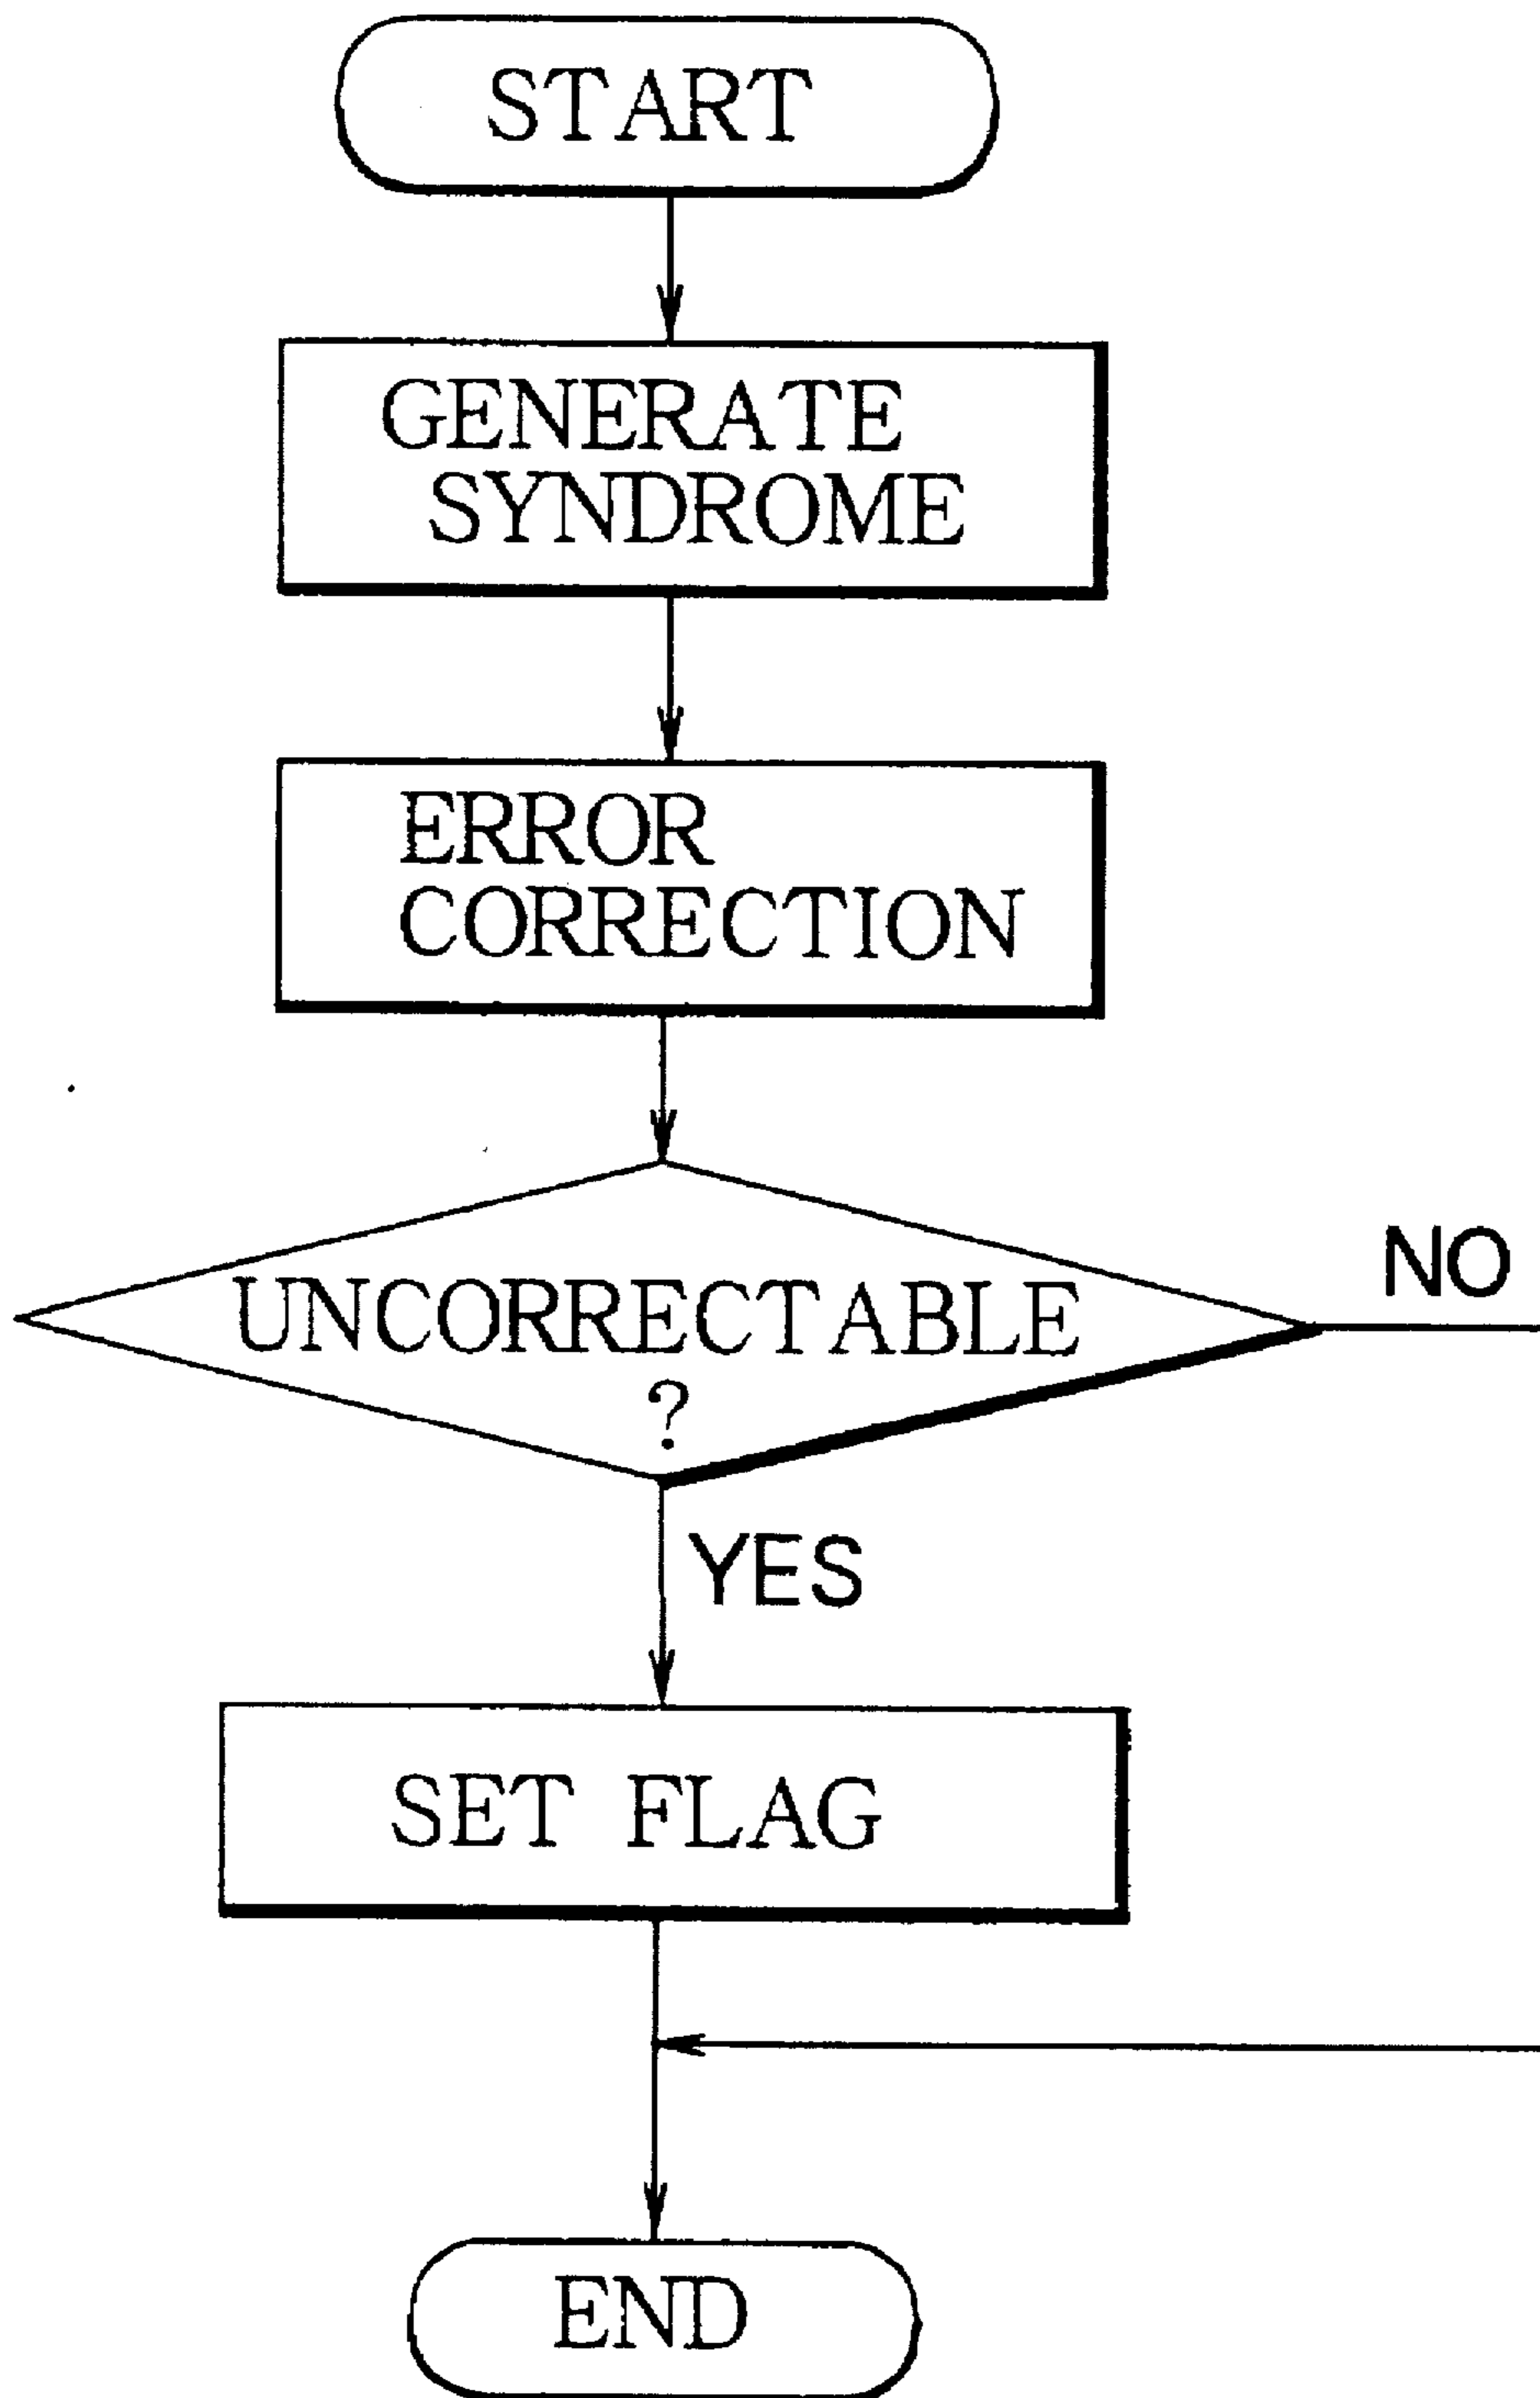 START
GENERATE
SYNDROME
ERROR
CORRECTION
UNCORRECTABLE
?
NO
YES
SET FLAG
END